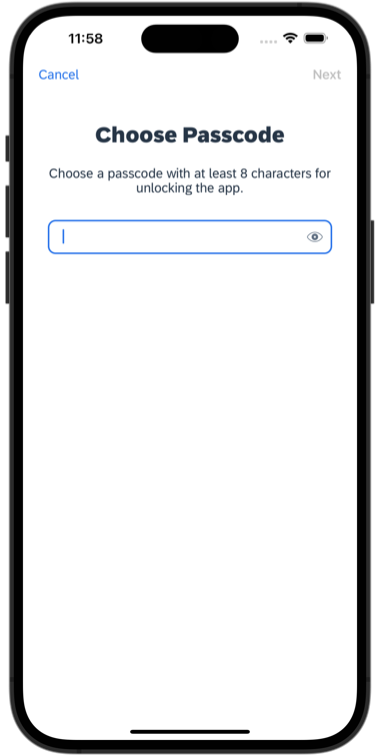 11:58
Cancel
Next
Choose Passcode
Choose a passcode with at least 8 characters for
unlocking the app.